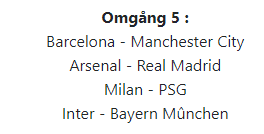 Omgång 5 :
Barcelona - Manchester City
Arsenal - Real Madrid
Milan - PSG
Inter - Bayern Mûnchen